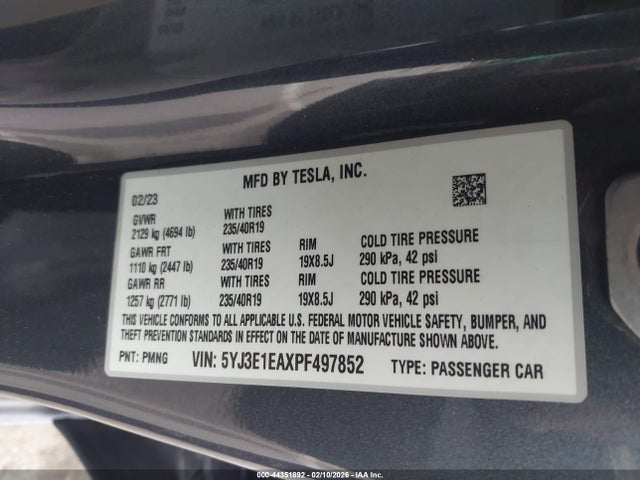 MFD BY TESLA, INC.
02/23
GVWR WITH TIRES
2129 kg (4694 lb) 235/40R19
GAWR FRT WITH TIRES RIM COLD TIRE PRESSURE
1110 kg (2447 lb) 235/40R19 19X8.5J 290 kPa, 42 psi
GAWR RR WITH TIRES RIM COLD TIRE PRESSURE
1257 kg (2771 lb) 235/40R19 19X8.5J 290 kPa, 42 psi
THIS VEHICLE CONFORMS TO ALL APPLICABLE U.S. FEDERAL MOTOR VEHICLE SAFETY, BUMPER, AND
THEFT PREVENTION STANDARDS IN EFFECT ON THE DATE OF MANUFACTURE SHOWN ABOVE.
PNT: PMNG VIN: 5YJ3E1EAXPF497852 TYPE: PASSENGER CAR
000-44351892 - 02/10/2026 - Copyright © 2026 IAA, LLC.